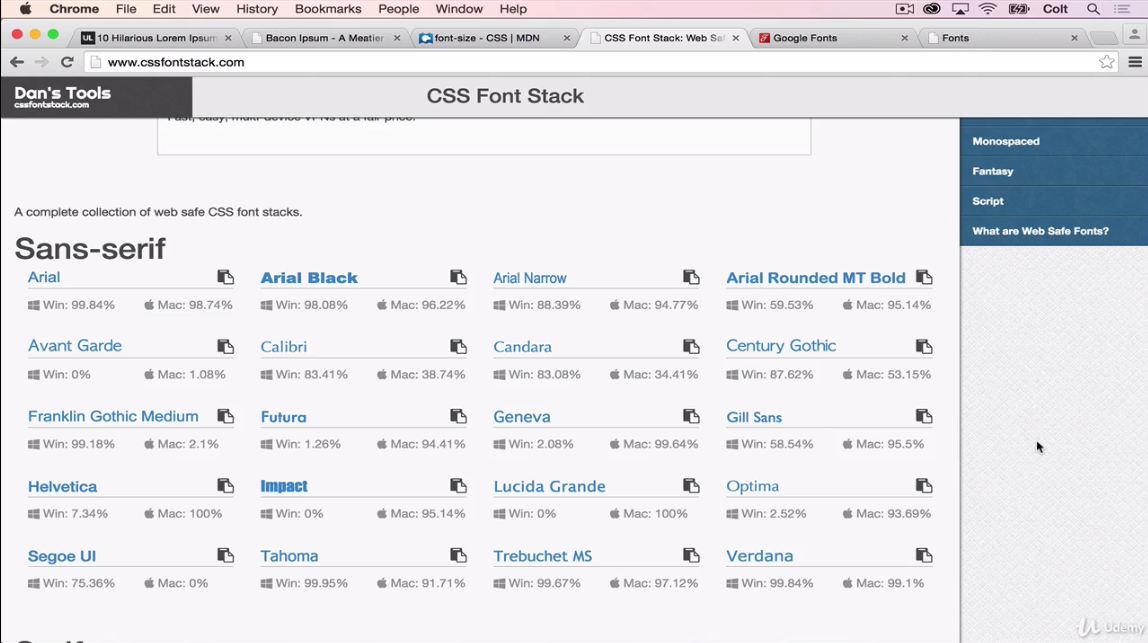 Chrome File Edit View History Bookmarks People Window Help Colt
10 Hilarious Lorem Ipsum Bacon Ipsum - A Meatier font-size - CSS | MDN CSS Font Stack: Web Saf Google Fonts Fonts
www.cssfontstack.com
Dan's Tools
cssfontstack.com
CSS Font Stack
Fast, easy, multi-device VPNs at a fair price.
Monospaced
Fantasy
Script
What are Web Safe Fonts?
A complete collection of web safe CSS font stacks.
Sans-serif
Arial Arial Black Arial Narrow Arial Rounded MT Bold
Win: 99.84% Mac: 98.74% Win: 98.08% Mac: 96.22% Win: 88.39% Mac: 94.77% Win: 59.53% Mac: 95.14%
Avant Garde Calibri Candara Century Gothic
Win: 0% Mac: 1.08% Win: 83.41% Mac: 38.74% Win: 83.08% Mac: 34.41% Win: 87.62% Mac: 53.15%
Franklin Gothic Medium Futura Geneva Gill Sans
Win: 99.18% Mac: 2.1% Win: 1.26% Mac: 94.41% Win: 2.08% Mac: 99.64% Win: 58.54% Mac: 95.5%
Helvetica Impact Lucida Grande Optima
Win: 7.34% Mac: 100% Win: 0% Mac: 95.14% Win: 0% Mac: 100% Win: 2.52% Mac: 93.69%
Segoe UI Tahoma Trebuchet MS Verdana
Win: 75.36% Mac: 0% Win: 99.95% Mac: 91.71% Win: 99.67% Mac: 97.12% Win: 99.84% Mac: 99.1%
Udemy